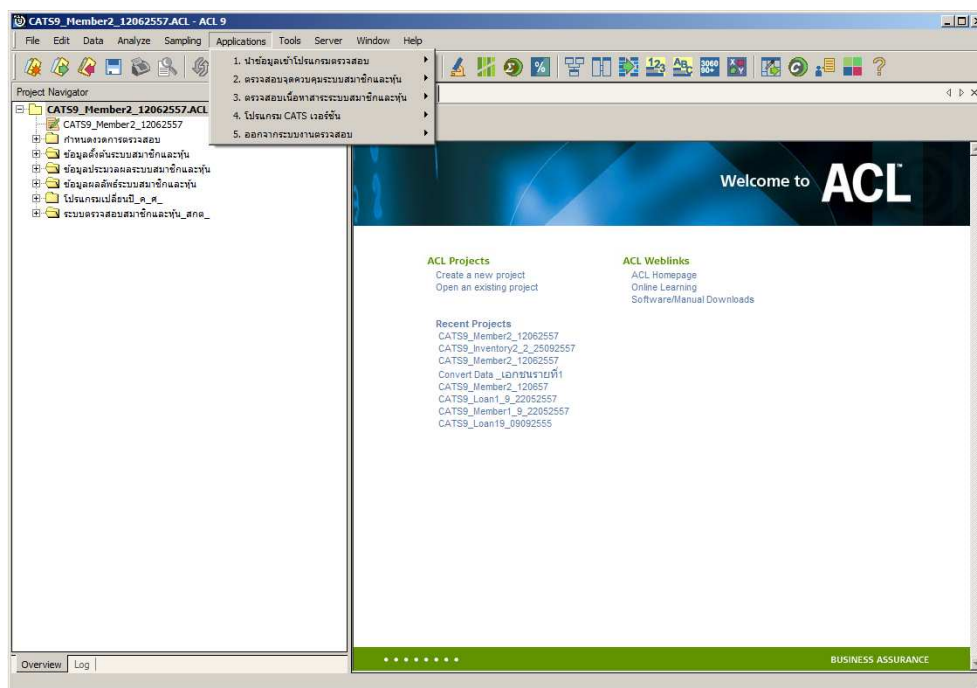 CATS9_Member2_12062557.ACL - ACL 9
File Edit Data Analyze Sampling Applications Tools Server Window Help
1. นำข้อมูลเข้าโปรแกรมตรวจสอบ
2. ตรวจสอบจุดควบคุมระบบสมาชิกและหุ้น
3. ตรวจสอบเนื้อหาสาระระบบสมาชิกและหุ้น
4. โปรแกรม CATS เวอร์ชัน
5. ออกจากระบบงานตรวจสอบ
Project Navigator
CATS9_Member2_12062557.ACL
CATS9_Member2_12062557
กำหนดงวดการตรวจสอบ
ข้อมูลตั้งต้นระบบสมาชิกและหุ้น
ข้อมูลประมวลผลระบบสมาชิกและหุ้น
ข้อมูลผลลัพธ์ระบบสมาชิกและหุ้น
โปรแกรมเปลี่ยนปี_ค_ศ_
ระบบตรวจสอบสมาชิกและหุ้น_สกต_
Welcome to ACL™
ACL Projects
Create a new project
Open an existing project
ACL Weblinks
ACL Homepage
Online Learning
Software/Manual Downloads
Recent Projects
CATS9_Member2_12062557
CATS9_Inventory2_2_25092557
CATS9_Member2_12062557
Convert Data _เอกชนรายที่1
CATS9_Member2_120657
CATS9_Loan1_9_22052557
CATS9_Member1_9_22052557
CATS9_Loan19_09092555
BUSINESS ASSURANCE
Overview Log